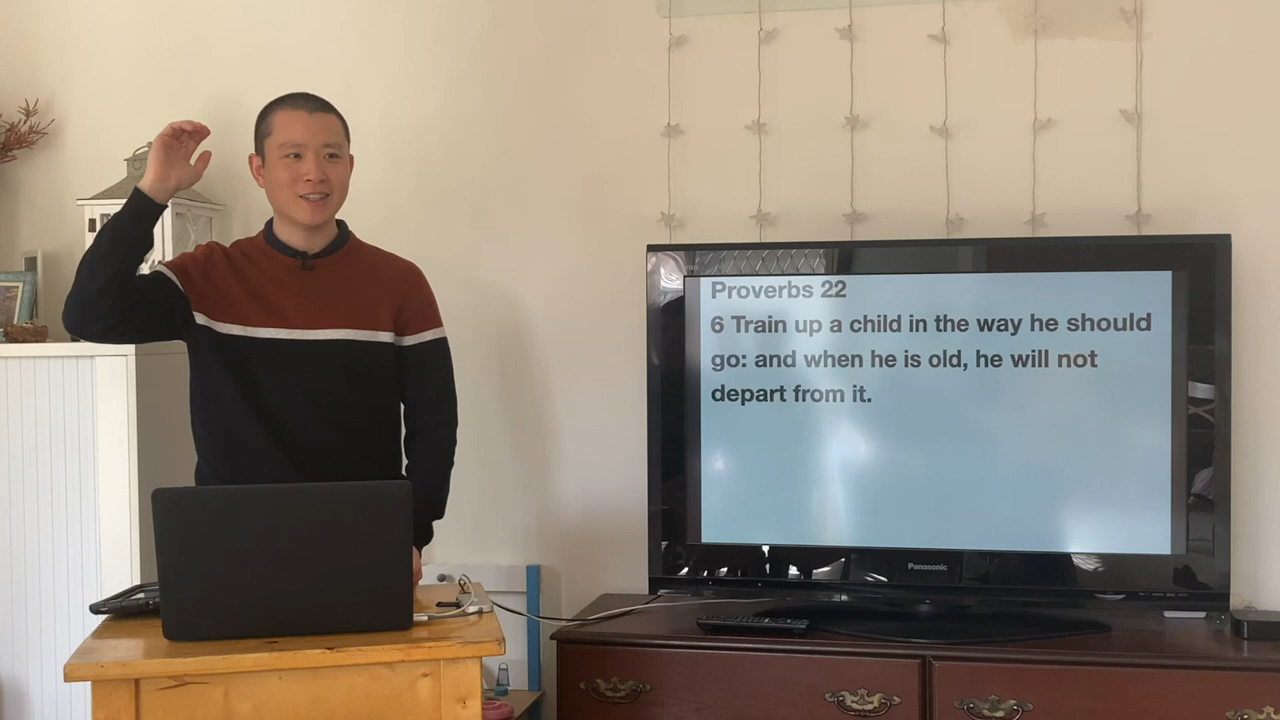 Proverbs 22
6 Train up a child in the way he should
go: and when he is old, he will not
depart from it.
Panasonic